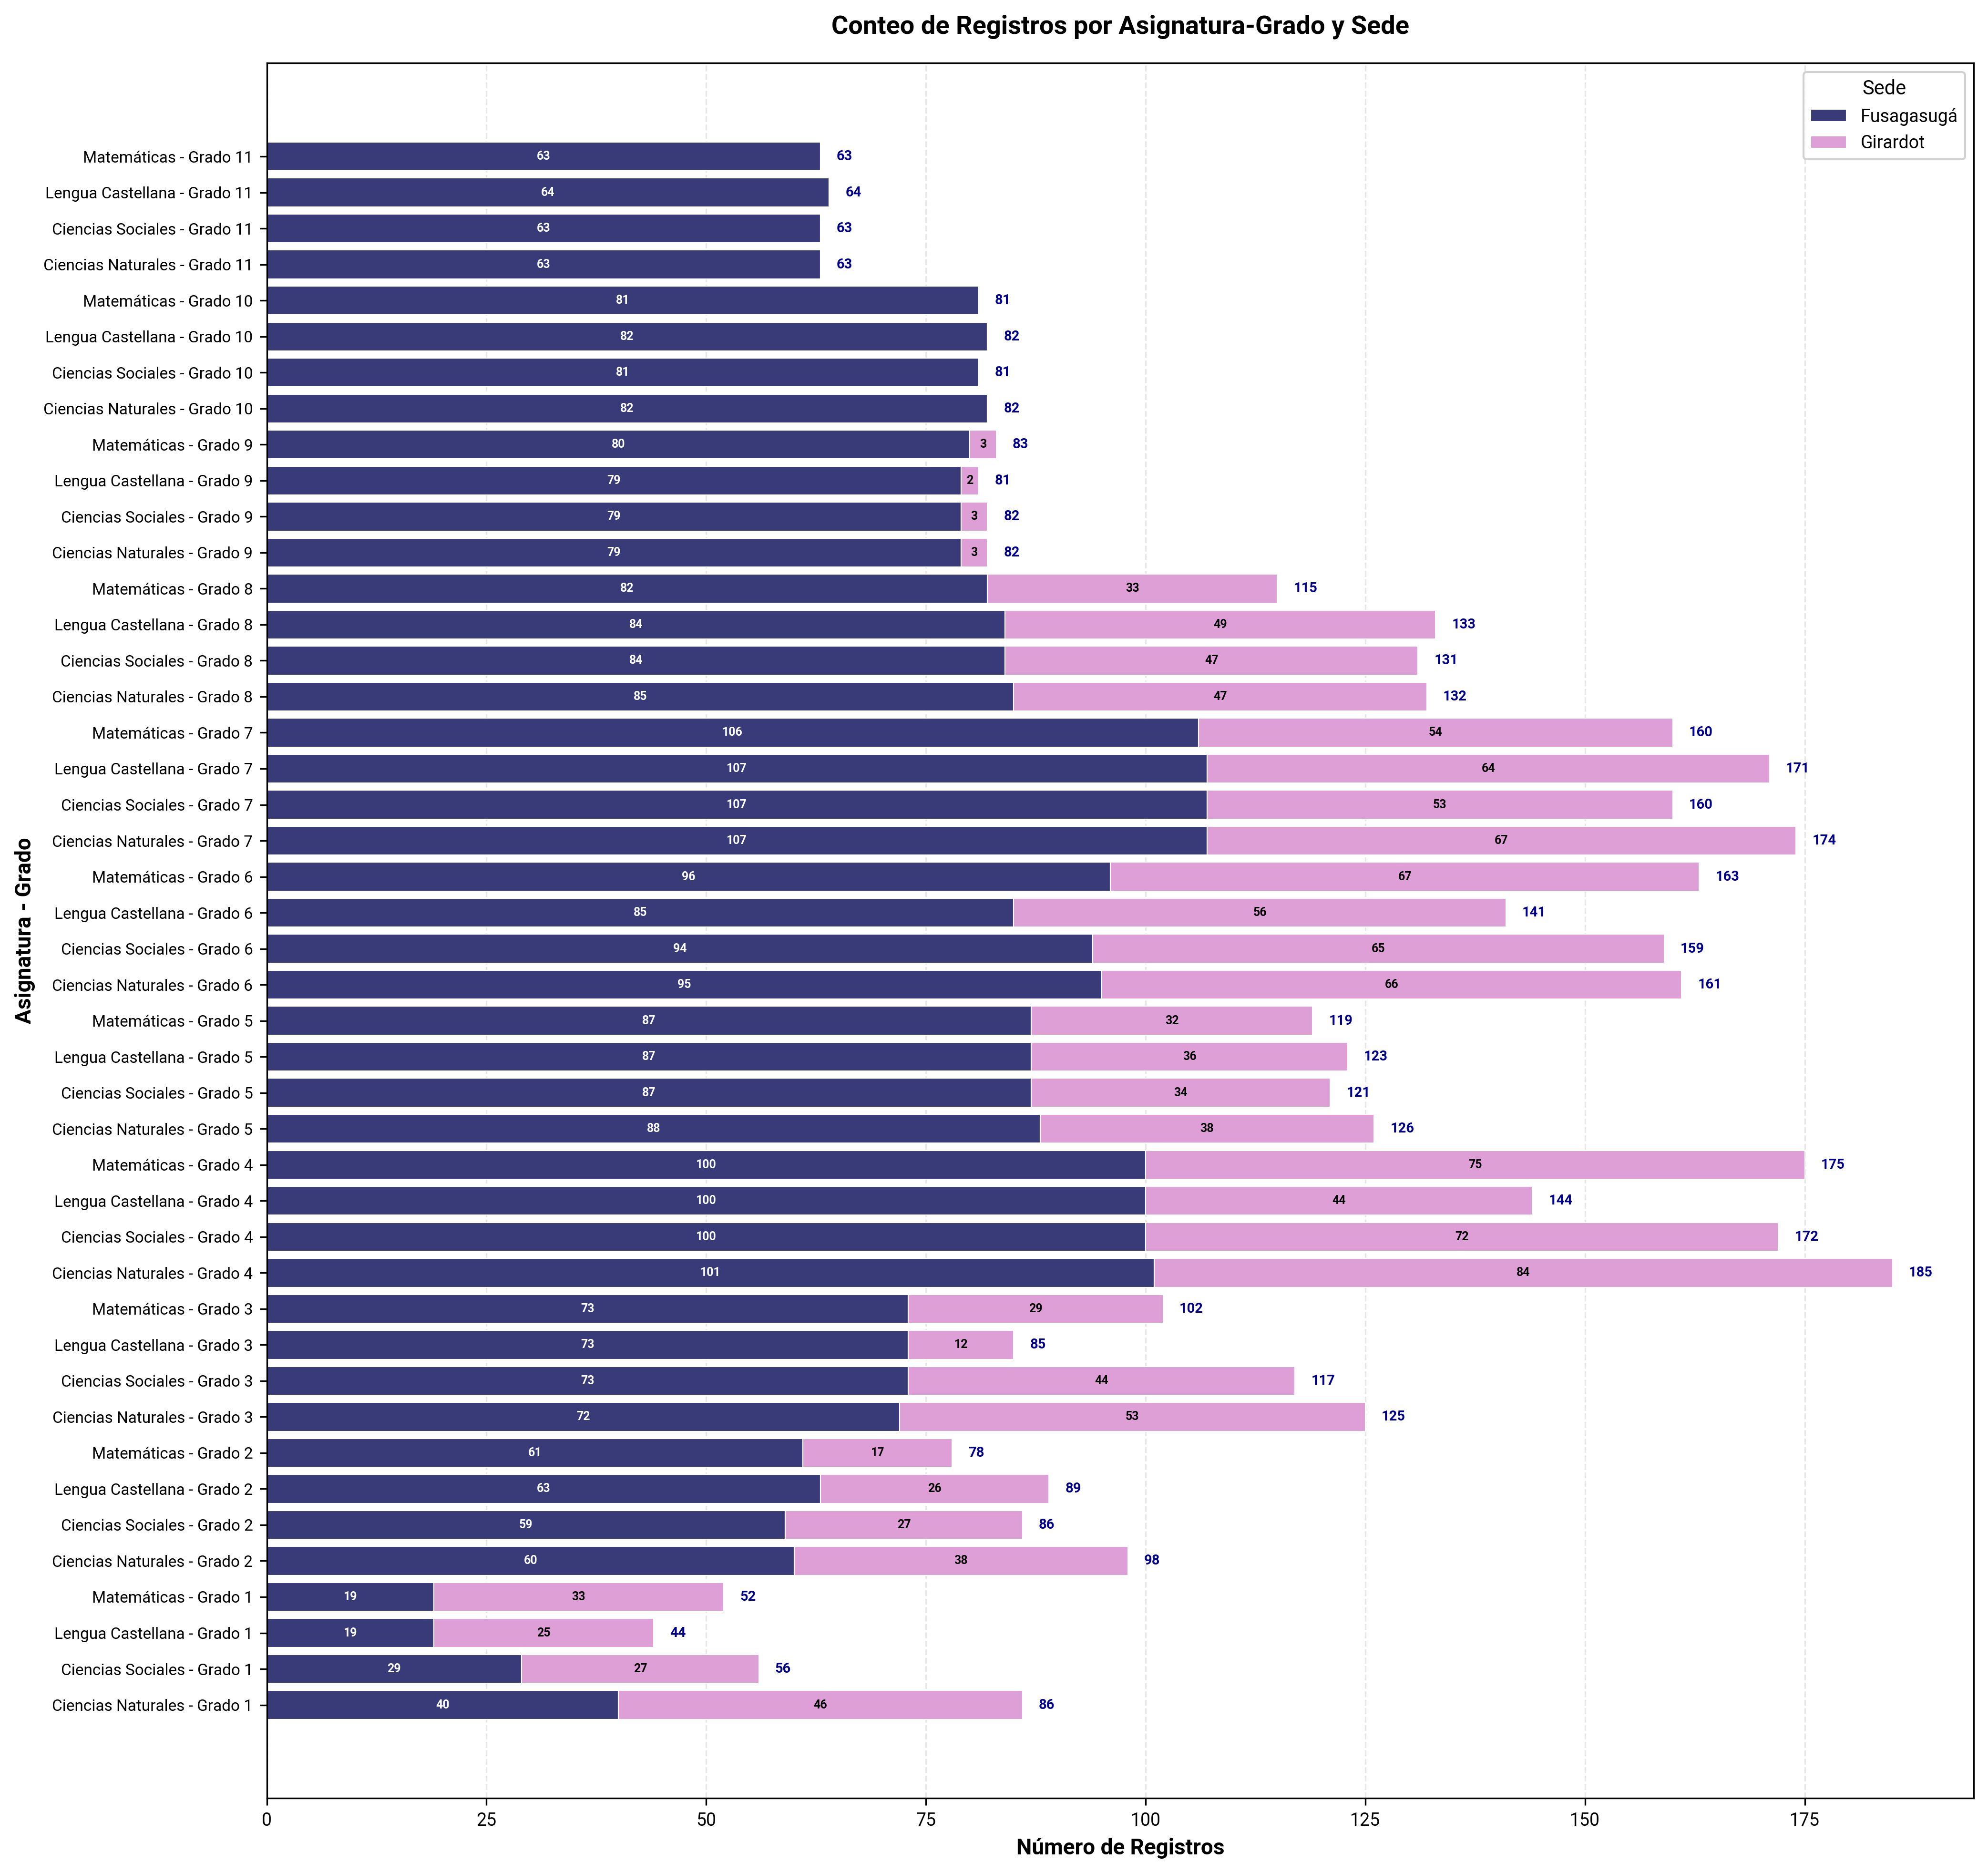 Conteo de Registros por Asignatura-Grado y Sede
Sede
Fusagasugá
Girardot
Matemáticas - Grado 11 63 63
Lengua Castellana - Grado 11 64 64
Ciencias Sociales - Grado 11 63 63
Ciencias Naturales - Grado 11 63 63
Matemáticas - Grado 10 81 81
Lengua Castellana - Grado 10 82 82
Ciencias Sociales - Grado 10 81 81
Ciencias Naturales - Grado 10 82 82
Matemáticas - Grado 9 80 3 83
Lengua Castellana - Grado 9 79 2 81
Ciencias Sociales - Grado 9 79 3 82
Ciencias Naturales - Grado 9 79 3 82
Matemáticas - Grado 8 82 33 115
Lengua Castellana - Grado 8 84 49 133
Ciencias Sociales - Grado 8 84 47 131
Ciencias Naturales - Grado 8 85 47 132
Matemáticas - Grado 7 106 54 160
Lengua Castellana - Grado 7 107 64 171
Ciencias Sociales - Grado 7 107 53 160
Ciencias Naturales - Grado 7 107 67 174
Matemáticas - Grado 6 96 67 163
Lengua Castellana - Grado 6 85 56 141
Ciencias Sociales - Grado 6 94 65 159
Ciencias Naturales - Grado 6 95 66 161
Matemáticas - Grado 5 87 32 119
Lengua Castellana - Grado 5 87 36 123
Ciencias Sociales - Grado 5 87 34 121
Ciencias Naturales - Grado 5 88 38 126
Matemáticas - Grado 4 100 75 175
Lengua Castellana - Grado 4 100 44 144
Ciencias Sociales - Grado 4 100 72 172
Ciencias Naturales - Grado 4 101 84 185
Matemáticas - Grado 3 73 29 102
Lengua Castellana - Grado 3 73 12 85
Ciencias Sociales - Grado 3 73 44 117
Ciencias Naturales - Grado 3 72 53 125
Matemáticas - Grado 2 61 17 78
Lengua Castellana - Grado 2 63 26 89
Ciencias Sociales - Grado 2 59 27 86
Ciencias Naturales - Grado 2 60 38 98
Matemáticas - Grado 1 19 33 52
Lengua Castellana - Grado 1 19 25 44
Ciencias Sociales - Grado 1 29 27 56
Ciencias Naturales - Grado 1 40 46 86
Asignatura - Grado
0 25 50 75 100 125 150 175
Número de Registros